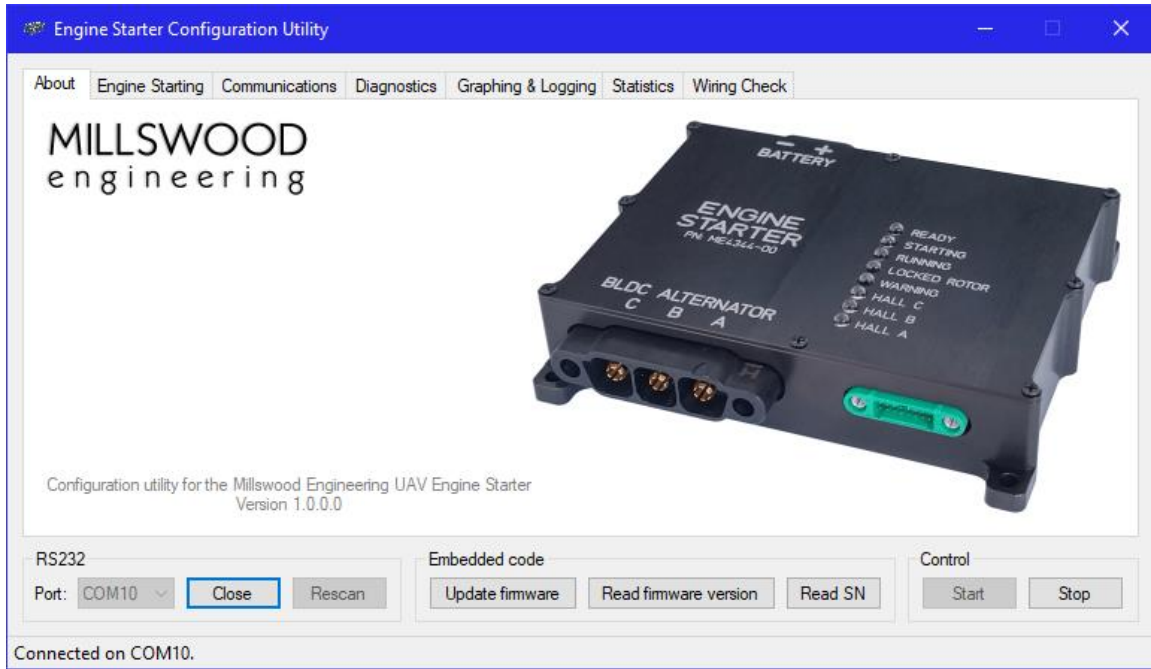 Engine Starter Configuration Utility
About Engine Starting Communications Diagnostics Graphing & Logging Statistics Wiring Check
MILLSWOOD
engineering
- +
BATTERY
ENGINE
STARTER
PN: ME4344-00
READY
STARTING
RUNNING
LOCKED ROTOR
WARNING
HALL C
HALL B
HALL A
BLDC ALTERNATOR
C B A
Configuration utility for the Millswood Engineering UAV Engine Starter
Version 1.0.0.0
RS232 Embedded code Control
Port: COM10 Close Rescan Update firmware Read firmware version Read SN Start Stop
Connected on COM10.